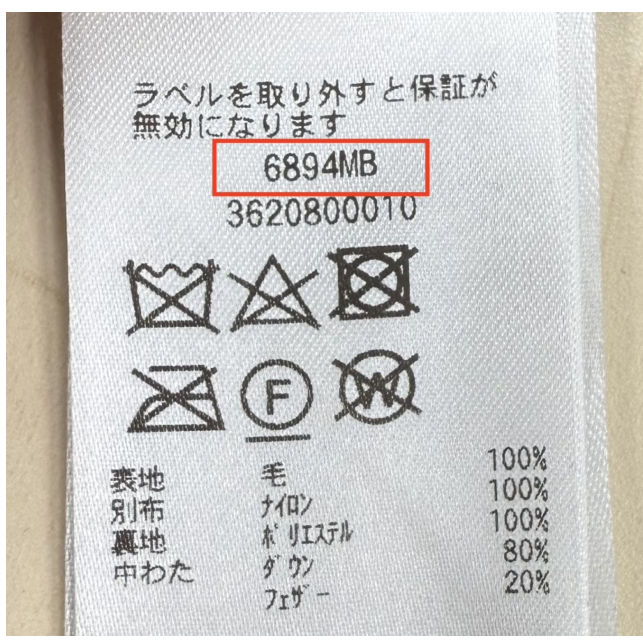 ラベルを取り外すと保証が
無効になります
6894MB
3620800010
F
W
表地 毛 100%
別布 ナイロン 100%
裏地 ポリエステル 100%
中わた ダウン 80%
フェザー 20%